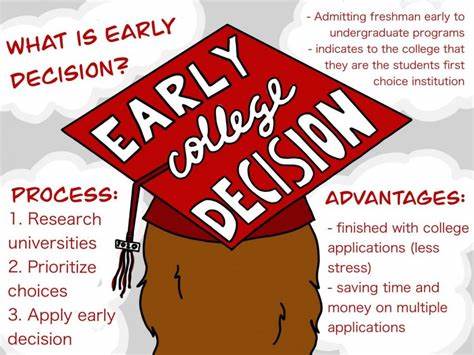 WHAT IS EARLY
DECISION?
- Admitting freshman early to
undergraduate programs
- indicates to the college that
they are the students first
choice institution
EARLY
college
DECISION
PROCESS:
1. Research
universities
2. Prioritize
choices
3. Apply early
decision
ADVANTAGES:
- finished with college
applications (less
stress)
- saving time and
money on multiple
applications